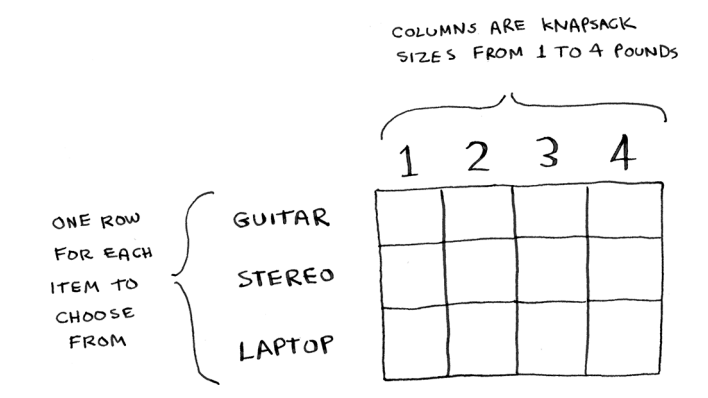 COLUMNS ARE KNAPSACK
SIZES FROM 1 TO 4 POUNDS
1 2 3 4
ONE ROW
FOR EACH
ITEM TO
CHOOSE
FROM
GUITAR
STEREO
LAPTOP